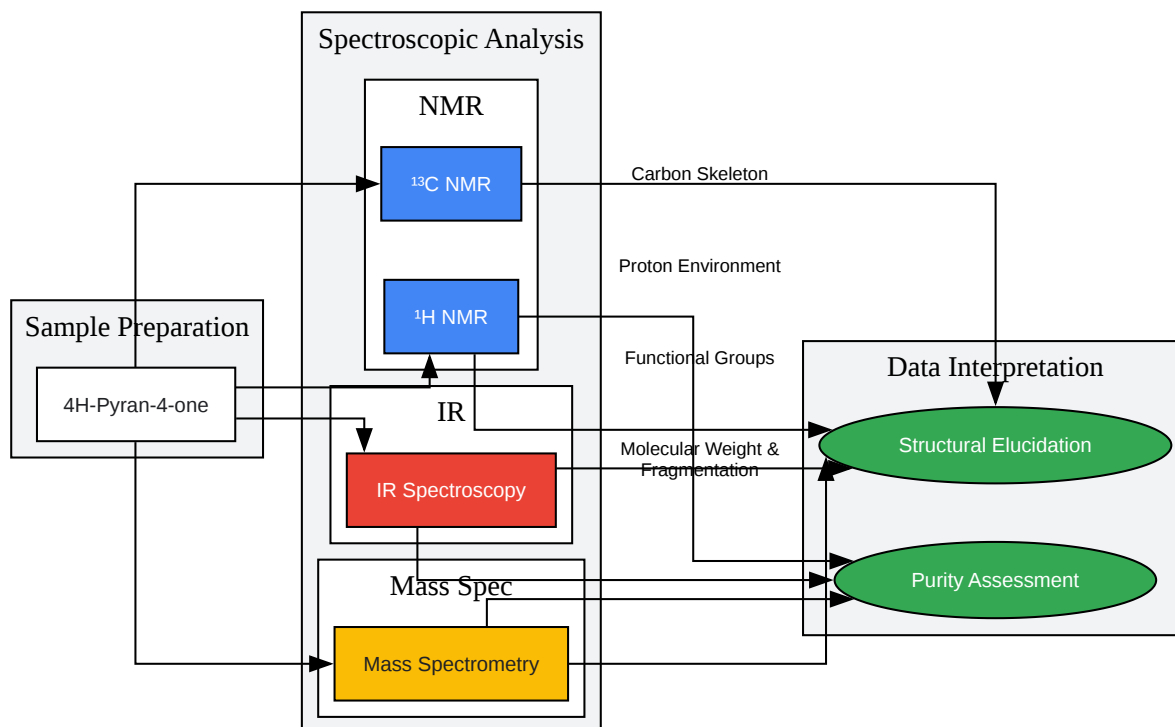 Spectroscopic Analysis
NMR
¹³C NMR
Carbon Skeleton
Proton Environment
¹H NMR
Sample Preparation
4H-Pyran-4-one
Functional Groups
Data Interpretation
IR
Structural Elucidation
Molecular Weight &
Fragmentation
IR Spectroscopy
Mass Spec
Purity Assessment
Mass Spectrometry